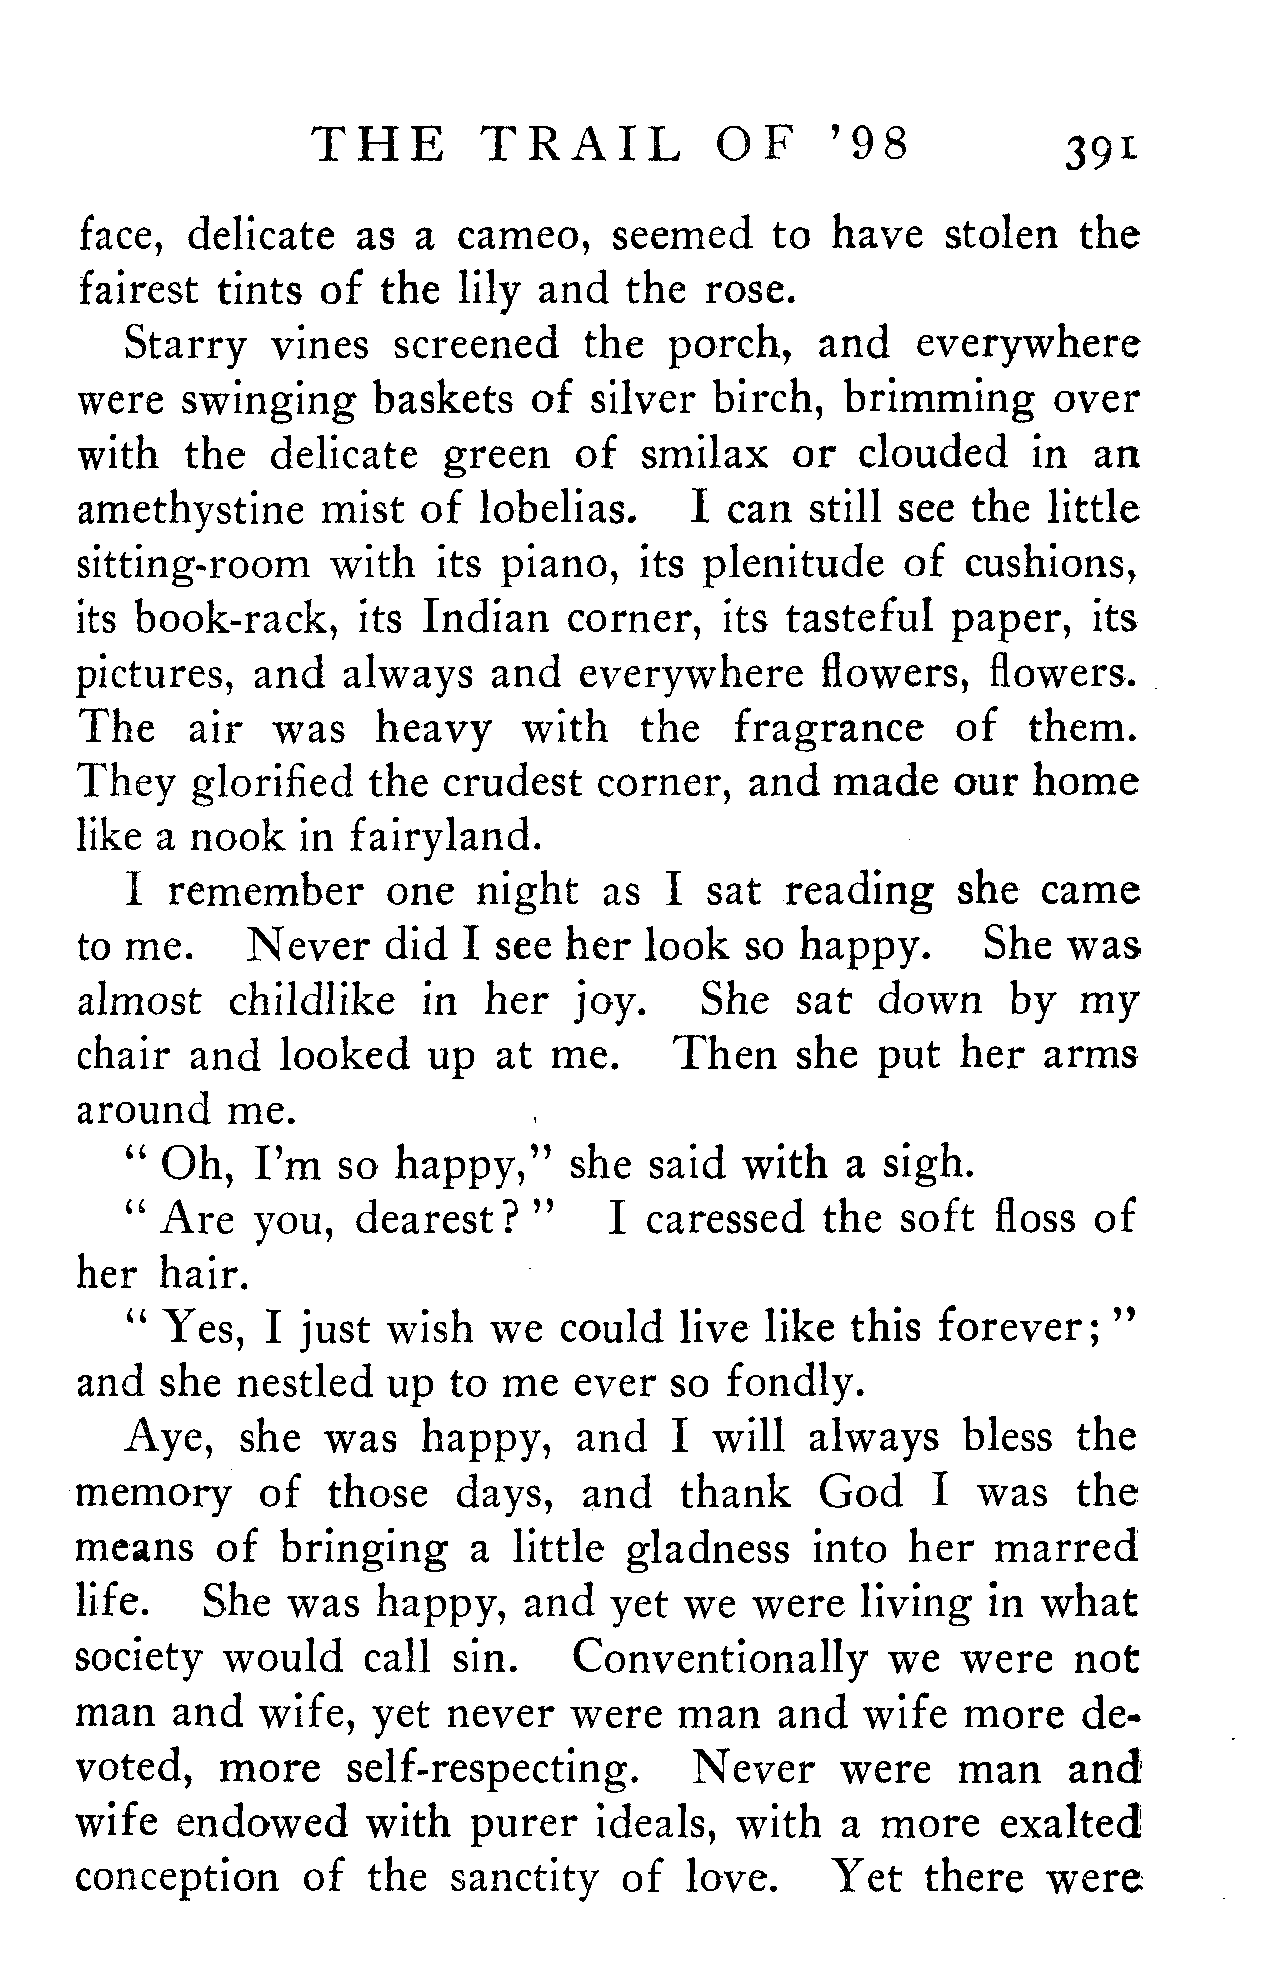 THE TRAIL OF '98 391
face, delicate as a cameo, seemed to have stolen the
fairest tints of the lily and the rose.
Starry vines screened the porch, and everywhere
were swinging baskets of silver birch, brimming over
with the delicate green of smilax or clouded in an
amethystine mist of lobelias. I can still see the little
sitting-room with its piano, its plenitude of cushions,
its book-rack, its Indian corner, its tasteful paper, its
pictures, and always and everywhere flowers, flowers.
The air was heavy with the fragrance of them.
They glorified the crudest corner, and made our home
like a nook in fairyland.
I remember one night as I sat reading she came
to me. Never did I see her look so happy. She was
almost childlike in her joy. She sat down by my
chair and looked up at me. Then she put her arms
around me.
" Oh, I'm so happy," she said with a sigh.
" Are you, dearest? " I caressed the soft floss of
her hair.
" Yes, I just wish we could live like this forever; "
and she nestled up to me ever so fondly.
Aye, she was happy, and I will always bless the
memory of those days, and thank God I was the
means of bringing a little gladness into her marred
life. She was happy, and yet we were living in what
society would call sin. Conventionally we were not
man and wife, yet never were man and wife more de-
voted, more self-respecting. Never were man and
wife endowed with purer ideals, with a more exalted
conception of the sanctity of love. Yet there were